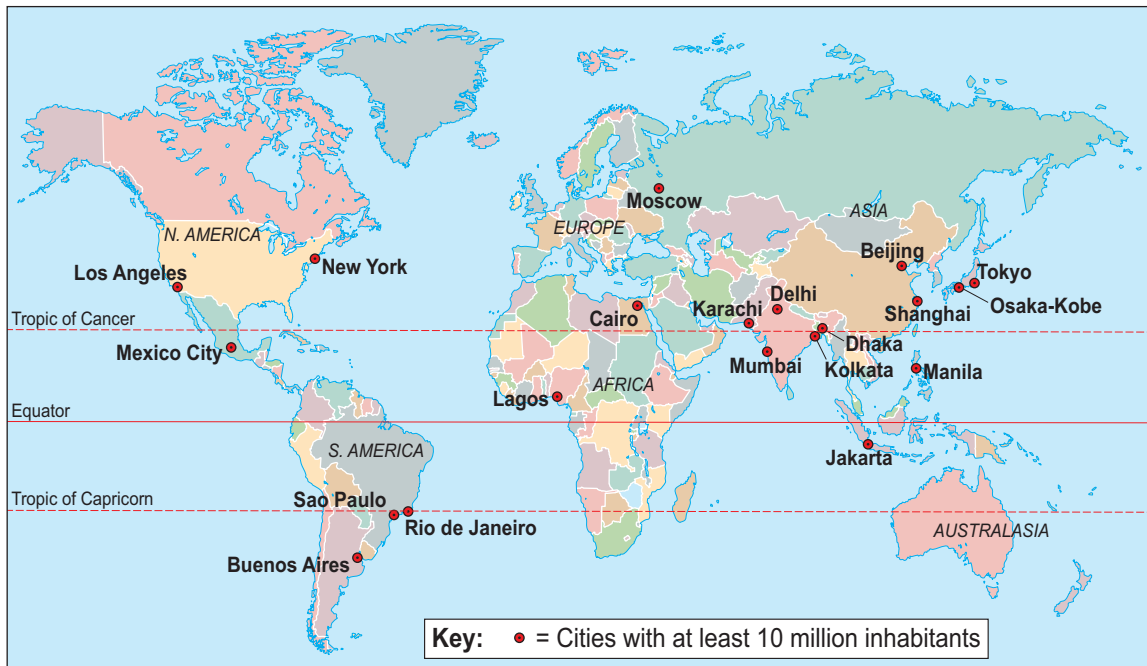 Moscow
ASIA
EUROPE
N. AMERICA
Beijing
New York
Los Angeles
Tokyo
Delhi
Karachi
Osaka-Kobe
Shanghai
Cairo
Tropic of Cancer
Dhaka
Mexico City
Mumbai
Kolkata
Manila
AFRICA
Lagos
Equator
S. AMERICA
Jakarta
Tropic of Capricorn
Sao Paulo
Rio de Janeiro
AUSTRALASIA
Buenos Aires
Key: = Cities with at least 10 million inhabitants